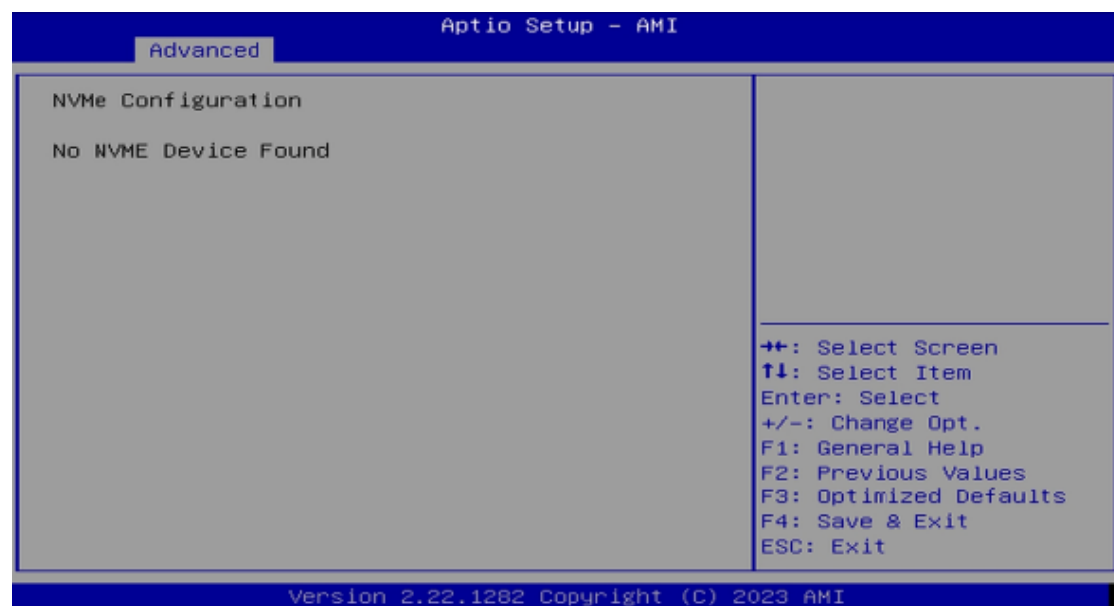 Aptio Setup - AMI
Advanced
NVMe Configuration
No NVME Device Found
→←: Select Screen
↑↓: Select Item
Enter: Select
+/-: Change Opt.
F1: General Help
F2: Previous Values
F3: Optimized Defaults
F4: Save & Exit
ESC: Exit
Version 2.22.1282 Copyright (C) 2023 AMI